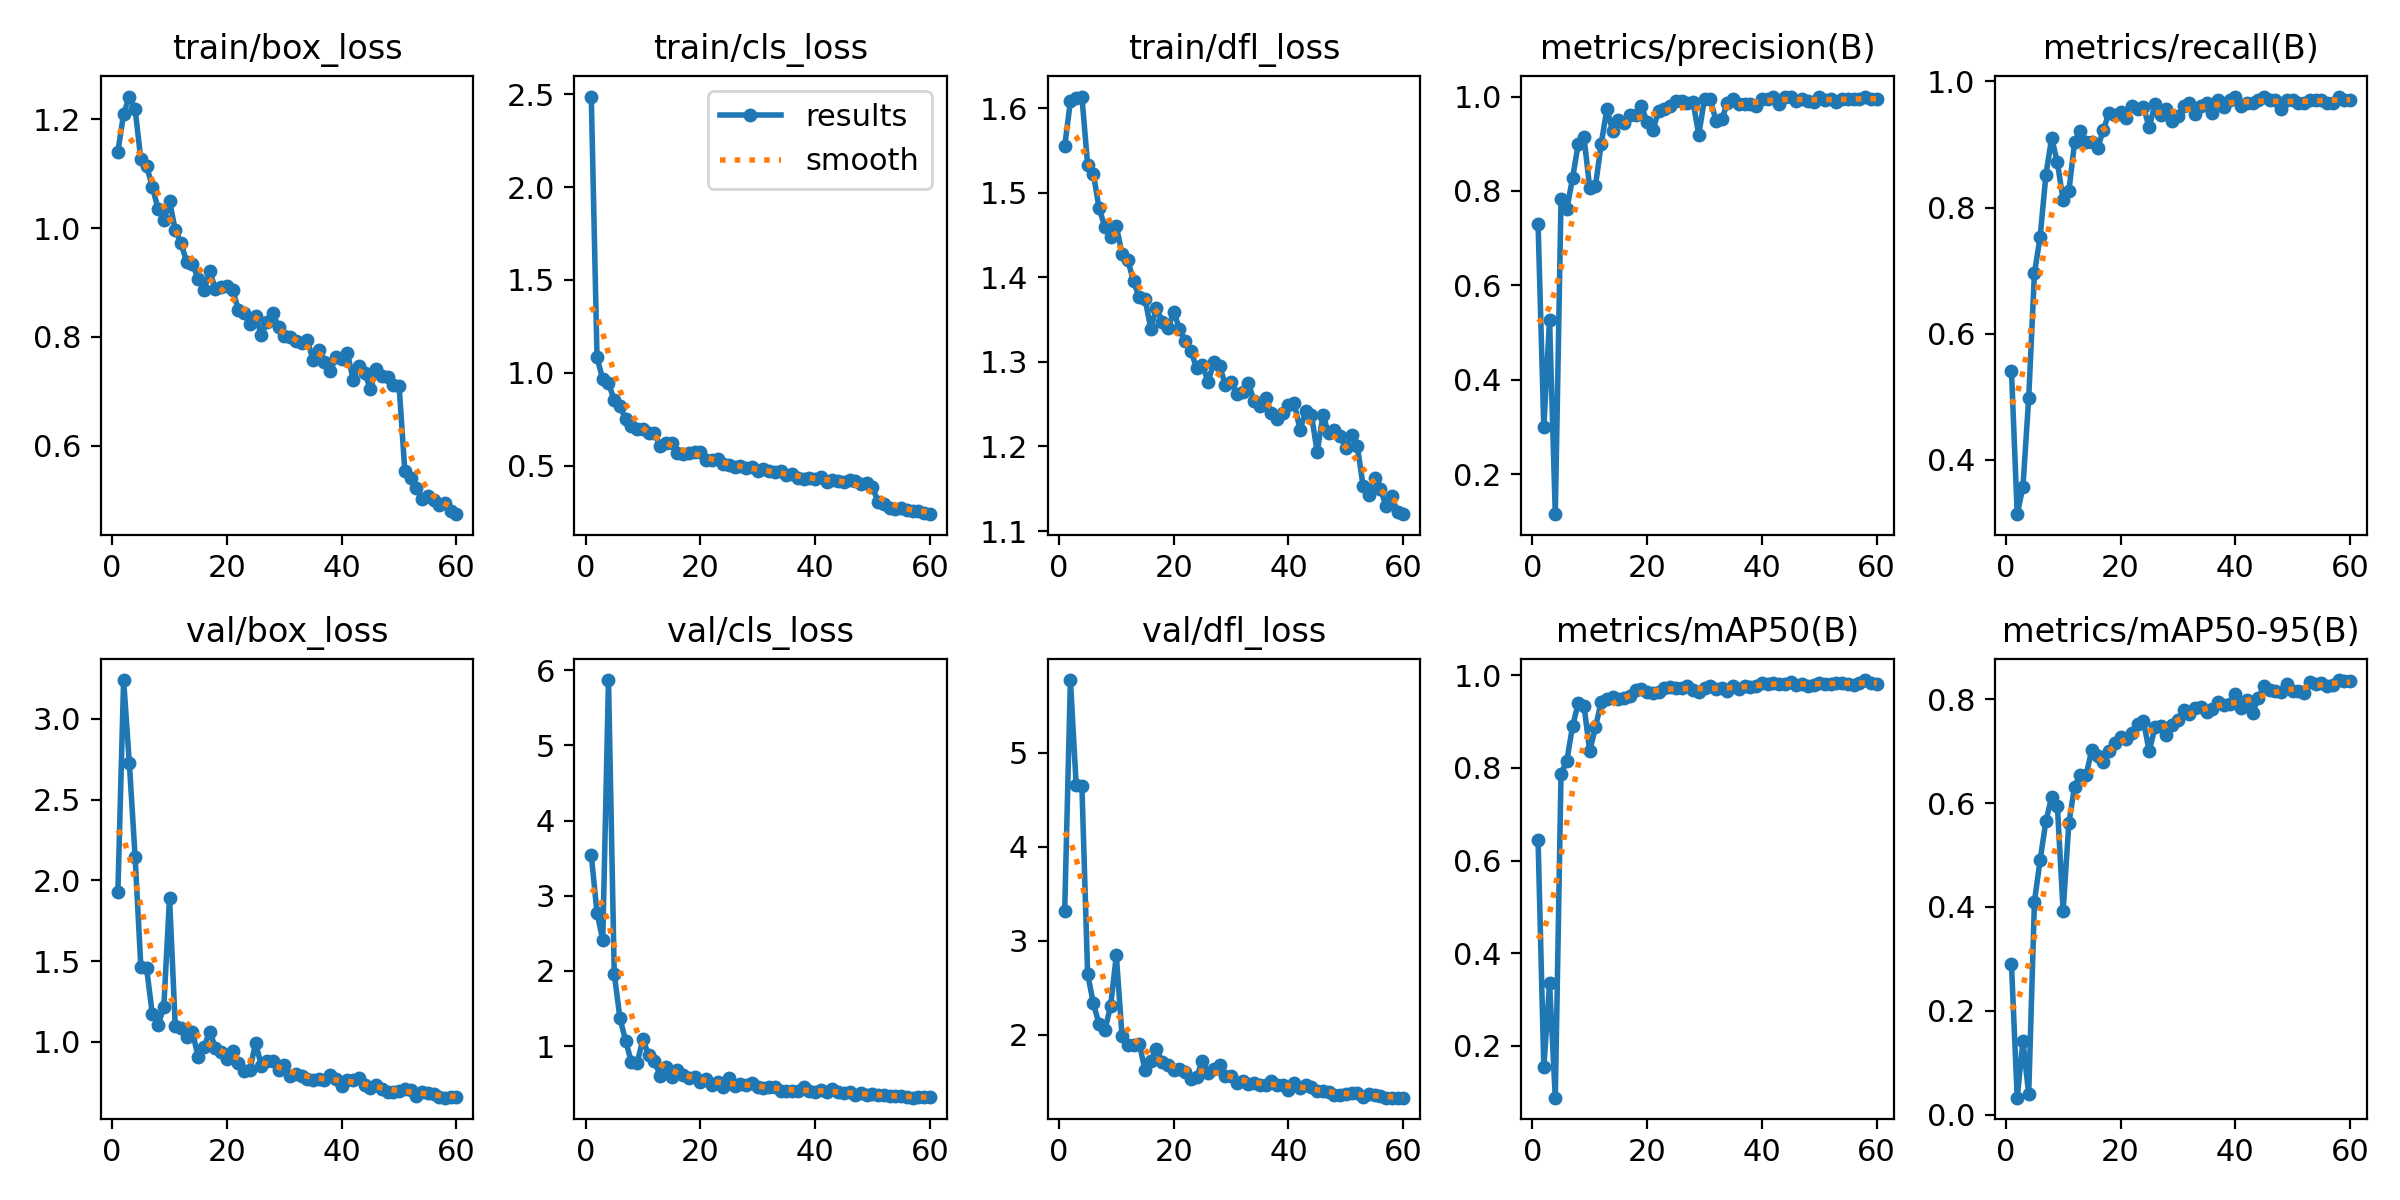 train/box_loss
1.2
1.0
0.8
0.6
0 20 40 60
train/cls_loss
results
smooth
2.5
2.0
1.5
1.0
0.5
0 20 40 60
train/dfl_loss
1.6
1.5
1.4
1.3
1.2
1.1
0 20 40 60
metrics/precision(B)
1.0
0.8
0.6
0.4
0.2
0 20 40 60
metrics/recall(B)
1.0
0.8
0.6
0.4
0 20 40 60
val/box_loss
3.0
2.5
2.0
1.5
1.0
0 20 40 60
val/cls_loss
6
5
4
3
2
1
0 20 40 60
val/dfl_loss
5
4
3
2
0 20 40 60
metrics/mAP50(B)
1.0
0.8
0.6
0.4
0.2
0 20 40 60
metrics/mAP50-95(B)
0.8
0.6
0.4
0.2
0.0
0 20 40 60